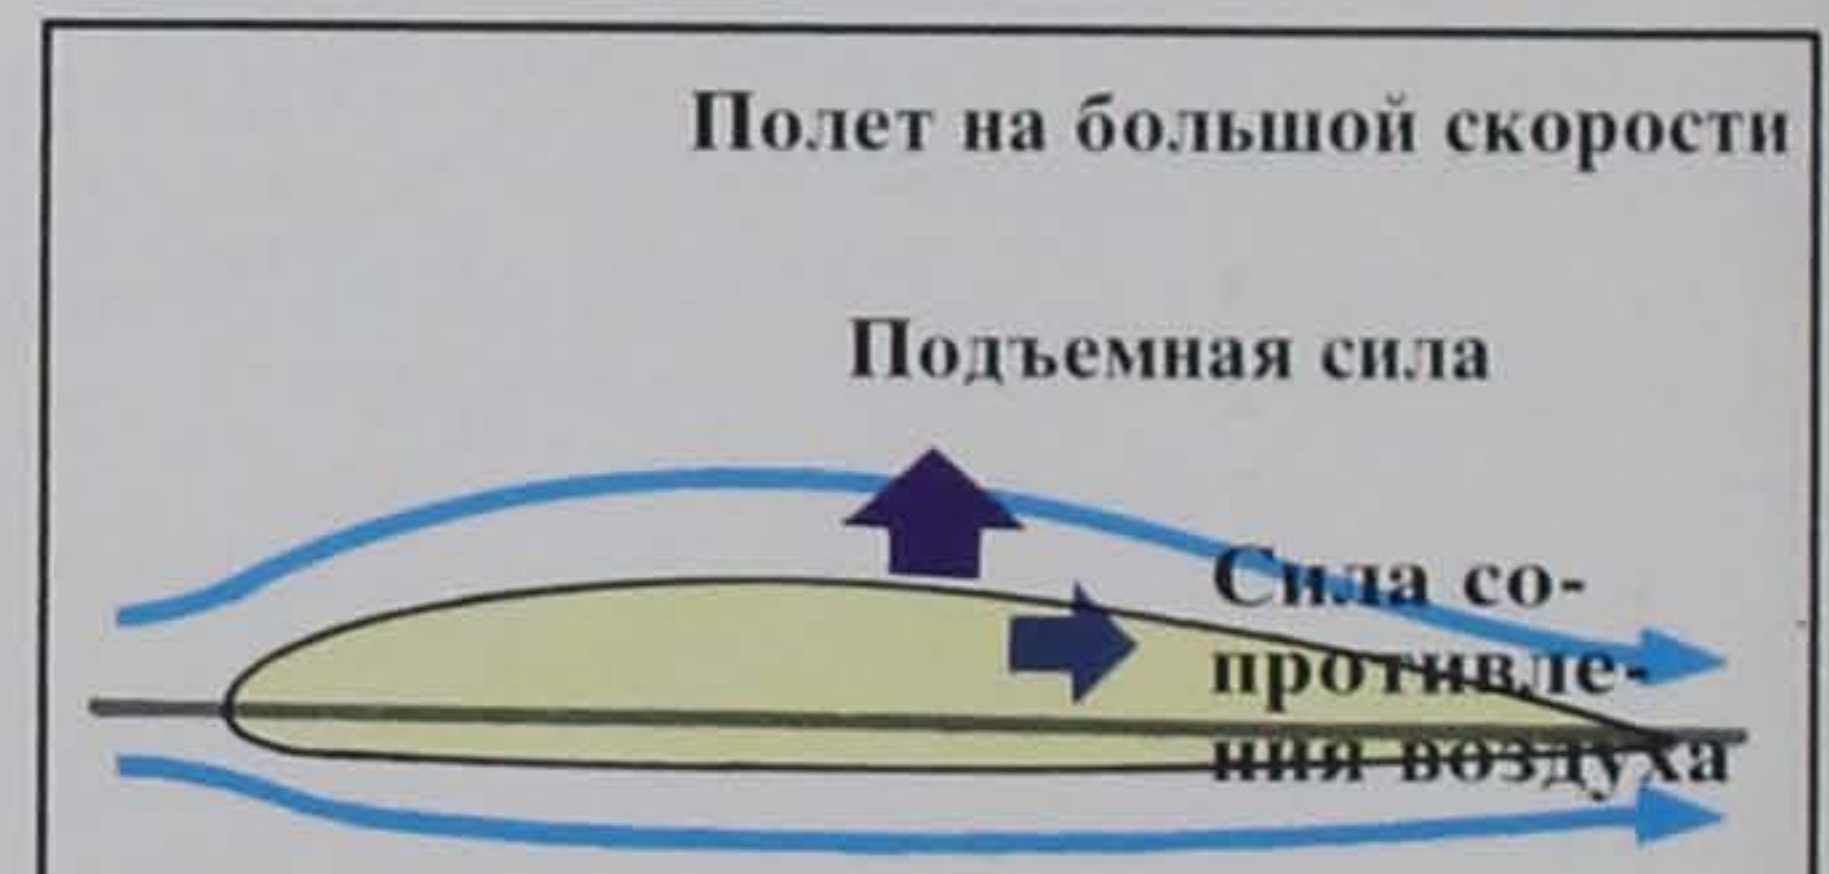 Полет на большой скорости
Подъемная сила
Сила со-
противле-
ния воздуха